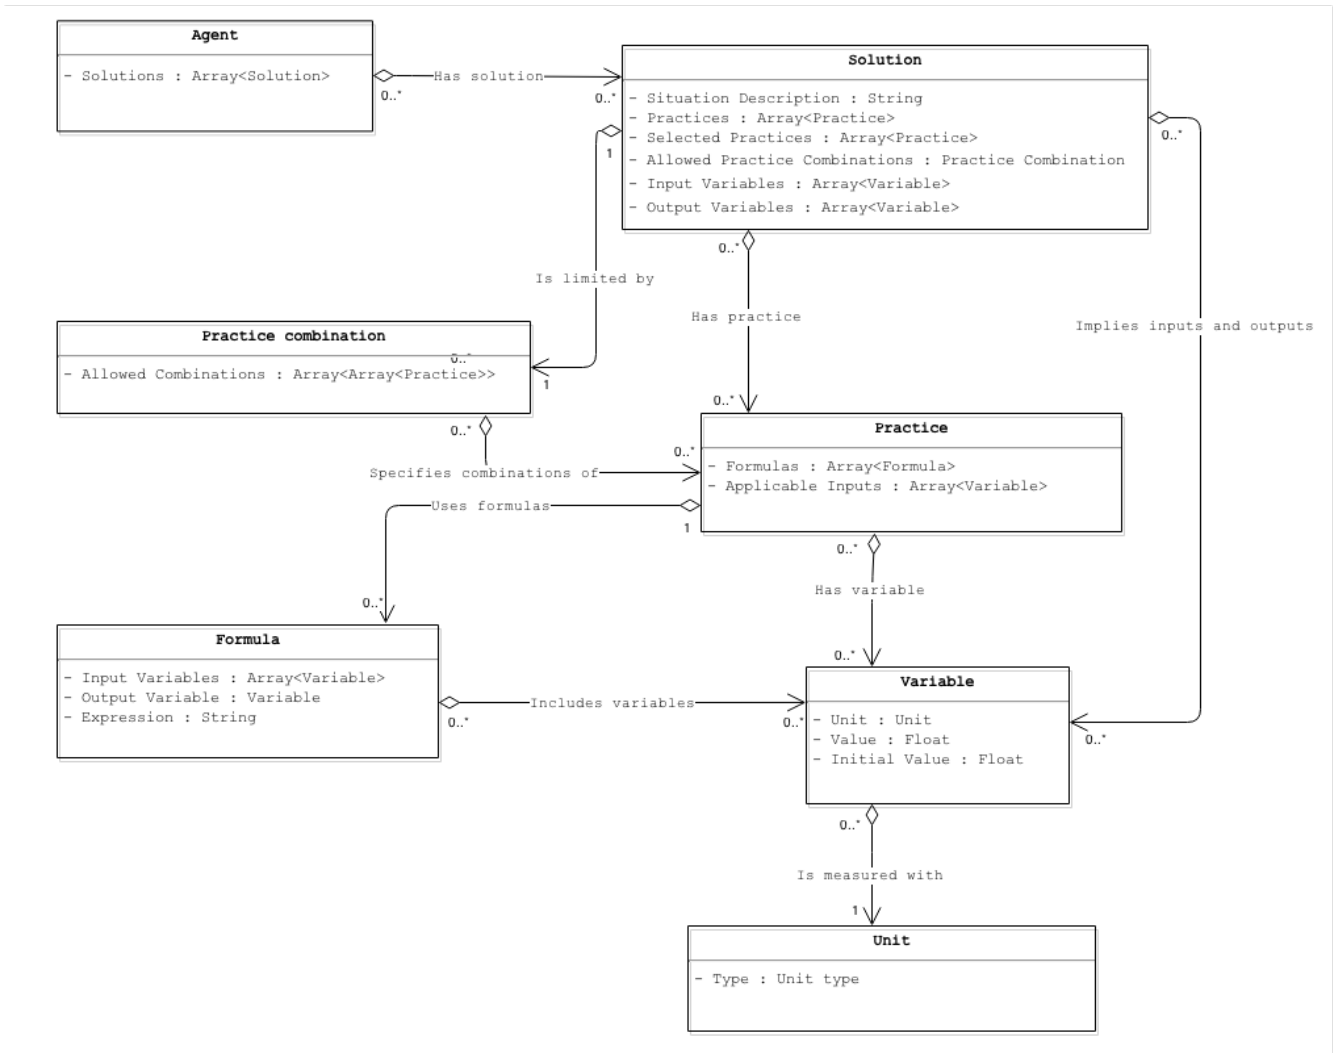 Agent
- Solutions : Array<Solution>
Has solution
0..*
0..*
Solution
- Situation Description : String
- Practices : Array<Practice>
- Selected Practices : Array<Practice>
- Allowed Practice Combinations : Practice Combination
- Input Variables : Array<Variable>
- Output Variables : Array<Variable>
1
0..*
0..*
Is limited by
Has practice
Implies inputs and outputs
Practice combination
0..*
- Allowed Combinations : Array<Array<Practice>>
1
0..*
0..*
0..*
Specifies combinations of
Practice
- Formulas : Array<Formula>
- Applicable Inputs : Array<Variable>
Uses formulas
1
0..*
Has variable
0..*
0..*
Formula
- Input Variables : Array<Variable>
- Output Variable : Variable
- Expression : String
0..*
Includes variables
0..*
Variable
- Unit : Unit
- Value : Float
- Initial Value : Float
0..*
0..*
Is measured with
1
Unit
- Type : Unit type